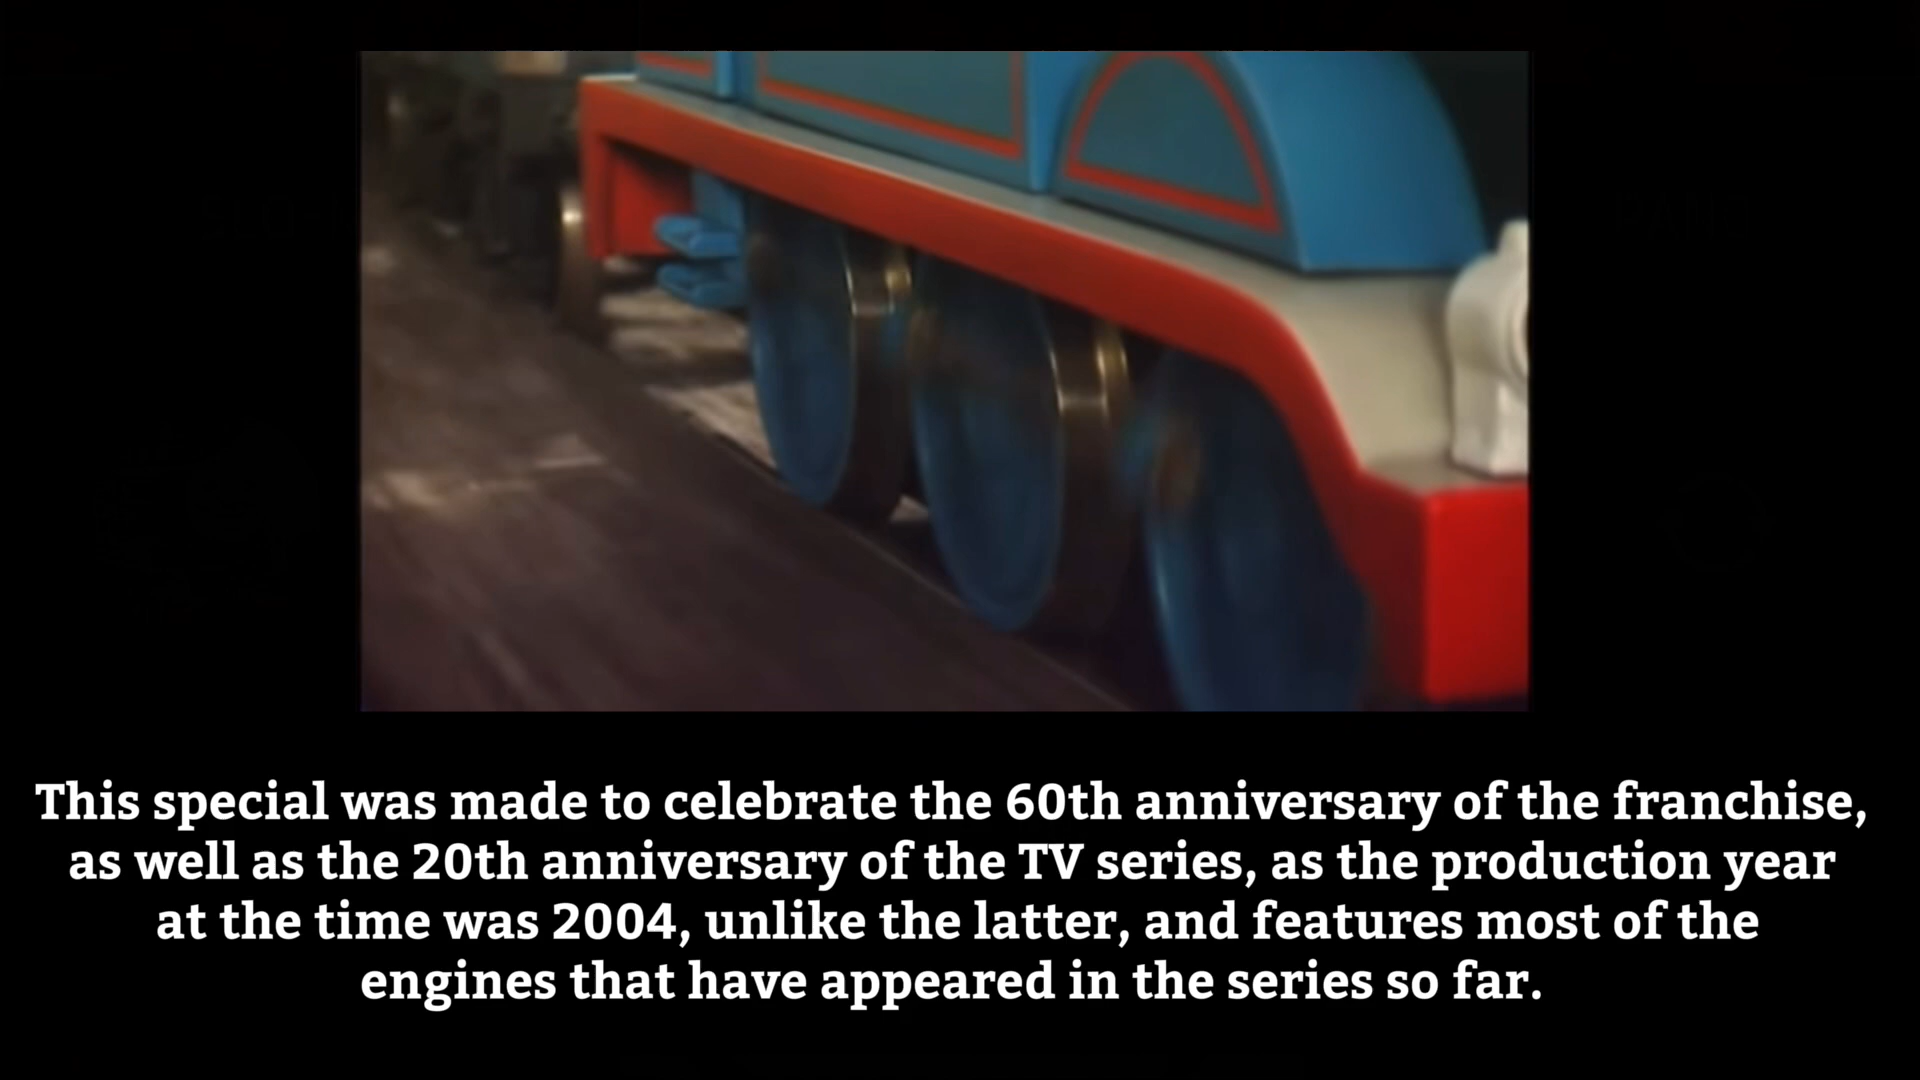 This special was made to celebrate the 60th anniversary of the franchise,
as well as the 20th anniversary of the TV series, as the production year
at the time was 2004, unlike the latter, and features most of the
engines that have appeared in the series so far.